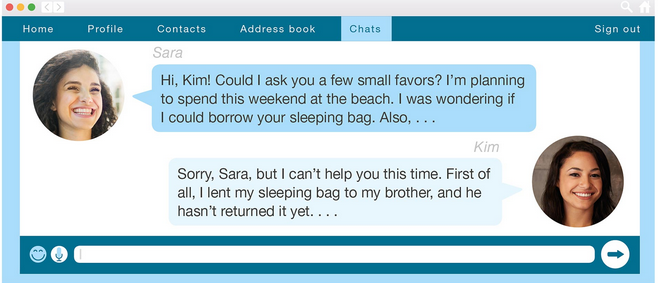 Home Profile Contacts Address book Chats Sign out
Sara
Hi, Kim! Could I ask you a few small favors? I’m planning
to spend this weekend at the beach. I was wondering if
I could borrow your sleeping bag. Also, . . .
Kim
Sorry, Sara, but I can’t help you this time. First of
all, I lent my sleeping bag to my brother, and he
hasn’t returned it yet. . . .